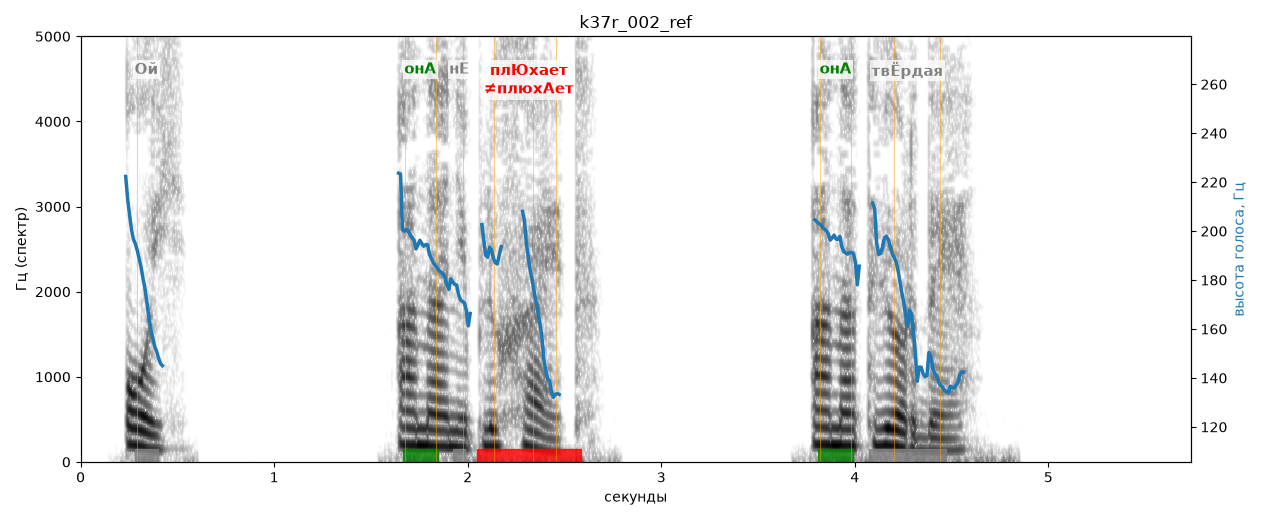 k37r_002_ref
5000
4000
3000
2000
1000
0
Гц (спектр)
Ой
онА
нЕ
плЮхает
≠плюхАет
онА
твЁрдая
260
240
220
200
180
160
140
120
высота голоса, Гц
0
1
2
3
4
5
секунды